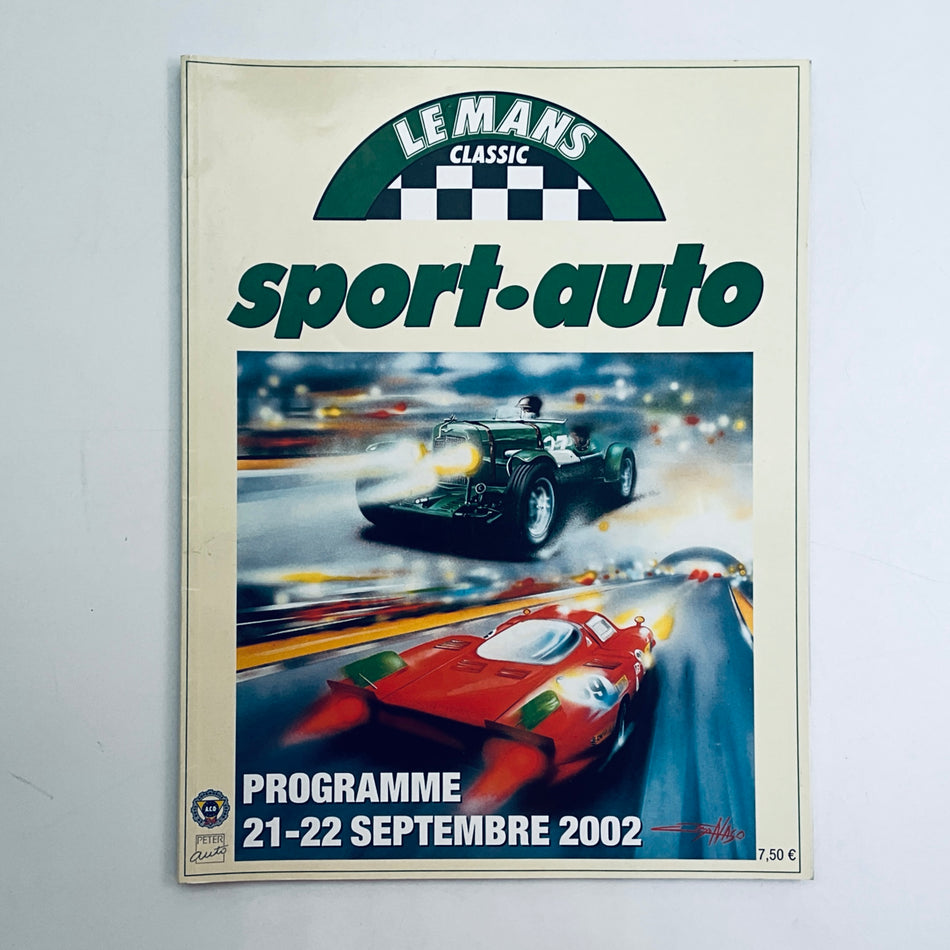 LE MANS
CLASSIC
sport·auto
PROGRAMME
21-22 SEPTEMBRE 2002
A.C.O
PETER
auto
7,50 €